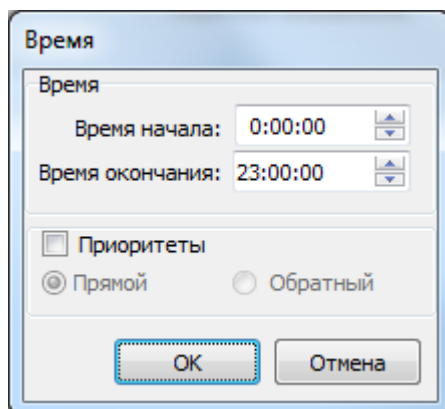 Время
Время
Время начала: 0:00:00
Время окончания: 23:00:00
Приоритеты
Прямой Обратный
OK Отмена